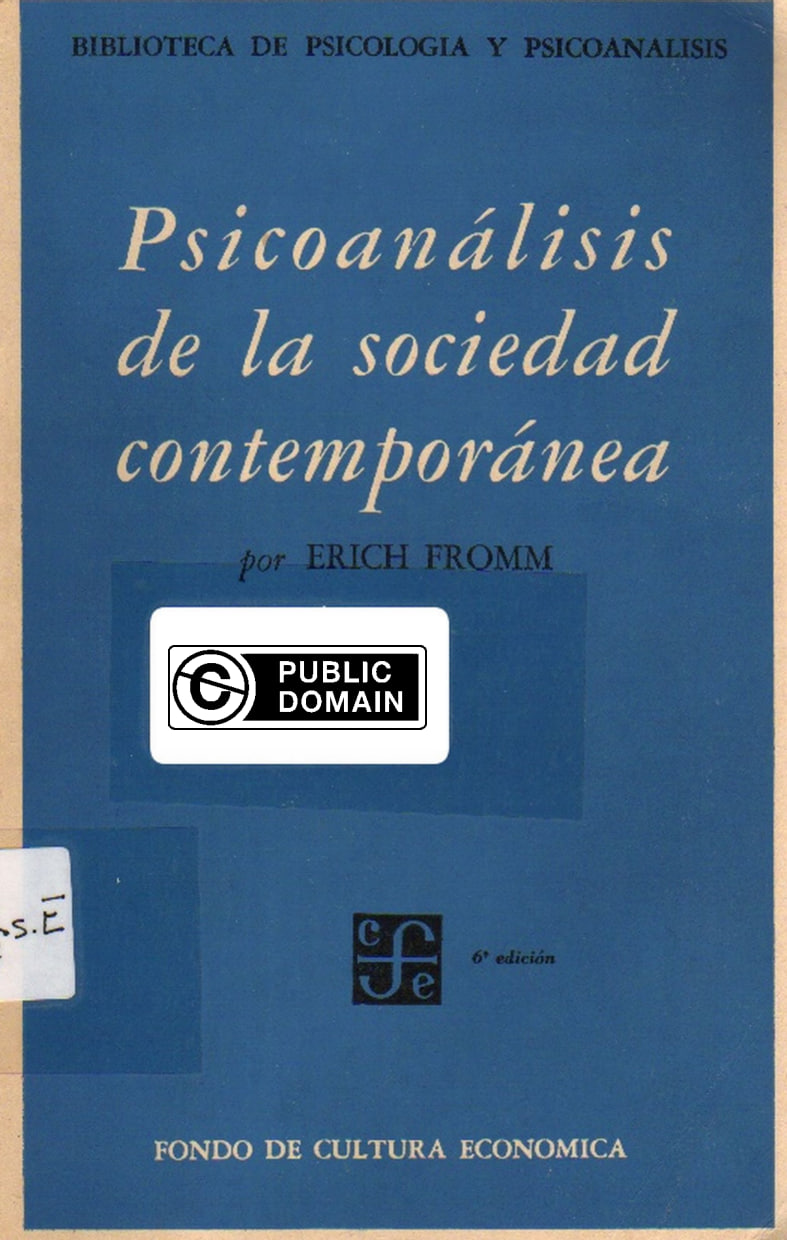 BIBLIOTECA DE PSICOLOGIA Y PSICOANALISIS
Psicoanálisis
de la sociedad
contemporánea
por ERICH FROMM
PUBLIC
DOMAIN
c f e
6ª edición
FONDO DE CULTURA ECONOMICA